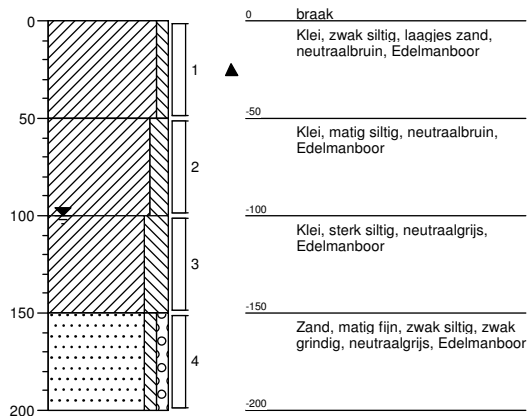 0
50
100
150
200
1
2
3
4
0
braak
Klei, zwak siltig, laagjes zand,
neutraalbruin, Edelmanboor
-50
Klei, matig siltig, neutraalbruin,
Edelmanboor
-100
Klei, sterk siltig, neutraalgrijs,
Edelmanboor
-150
Zand, matig fijn, zwak siltig, zwak
grindig, neutraalgrijs, Edelmanboor
-200